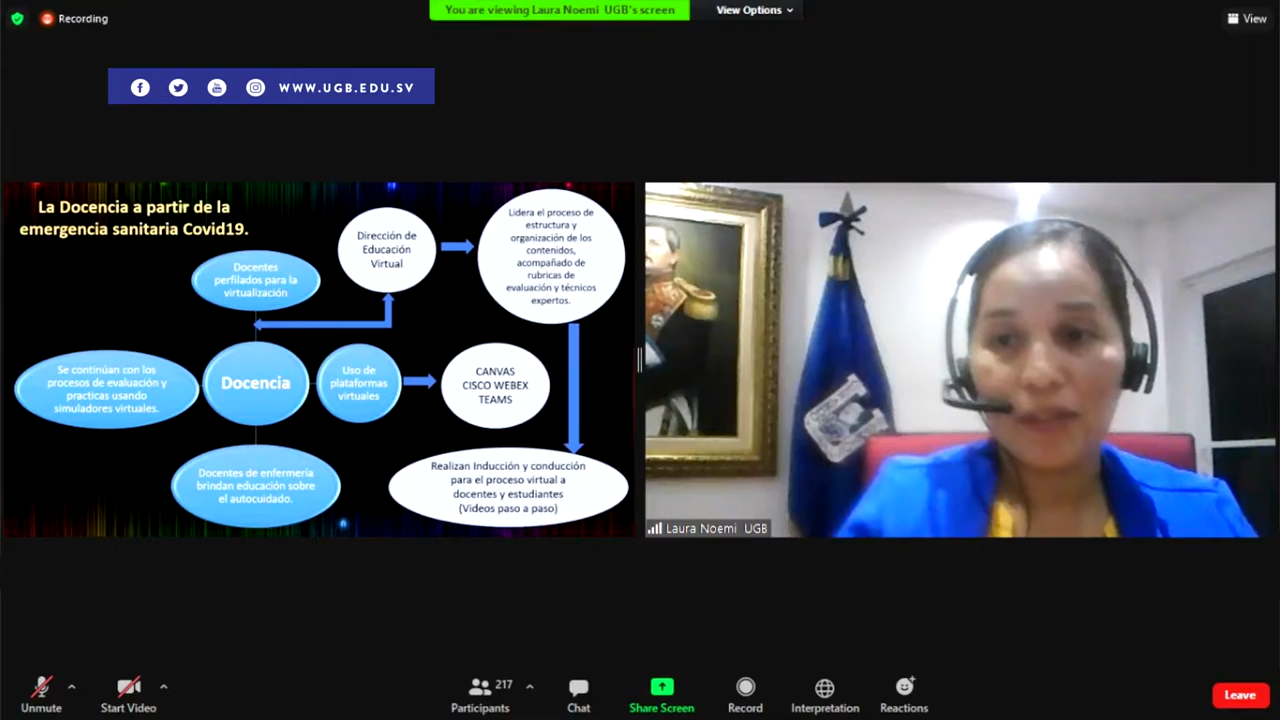 Recording
You are viewing Laura Noemi UGB's screen
View Options
View
WWW.UGB.EDU.SV
La Docencia a partir de la
emergencia sanitaria Covid19.
Docentes
perfilados para la
virtualización
Dirección de
Educación
Virtual
Lidera el proceso de
estructura y
organización de los
contenidos,
acompañado de
rubricas de
evaluación y técnicos
expertos.
Se continúan con los
procesos de evaluación y
practicas usando
simuladores virtuales.
Docencia
Uso de
plataformas
virtuales
CANVAS
CISCO WEBEX
TEAMS
Docentes de enfermería
brindan educación sobre
el autocuidado.
Realizan Inducción y conducción
para el proceso virtual a
docentes y estudiantes
(Videos paso a paso)
Laura Noemi UGB
Unmute
Start Video
217
Participants
Chat
Share Screen
Record
Interpretation
Reactions
Leave